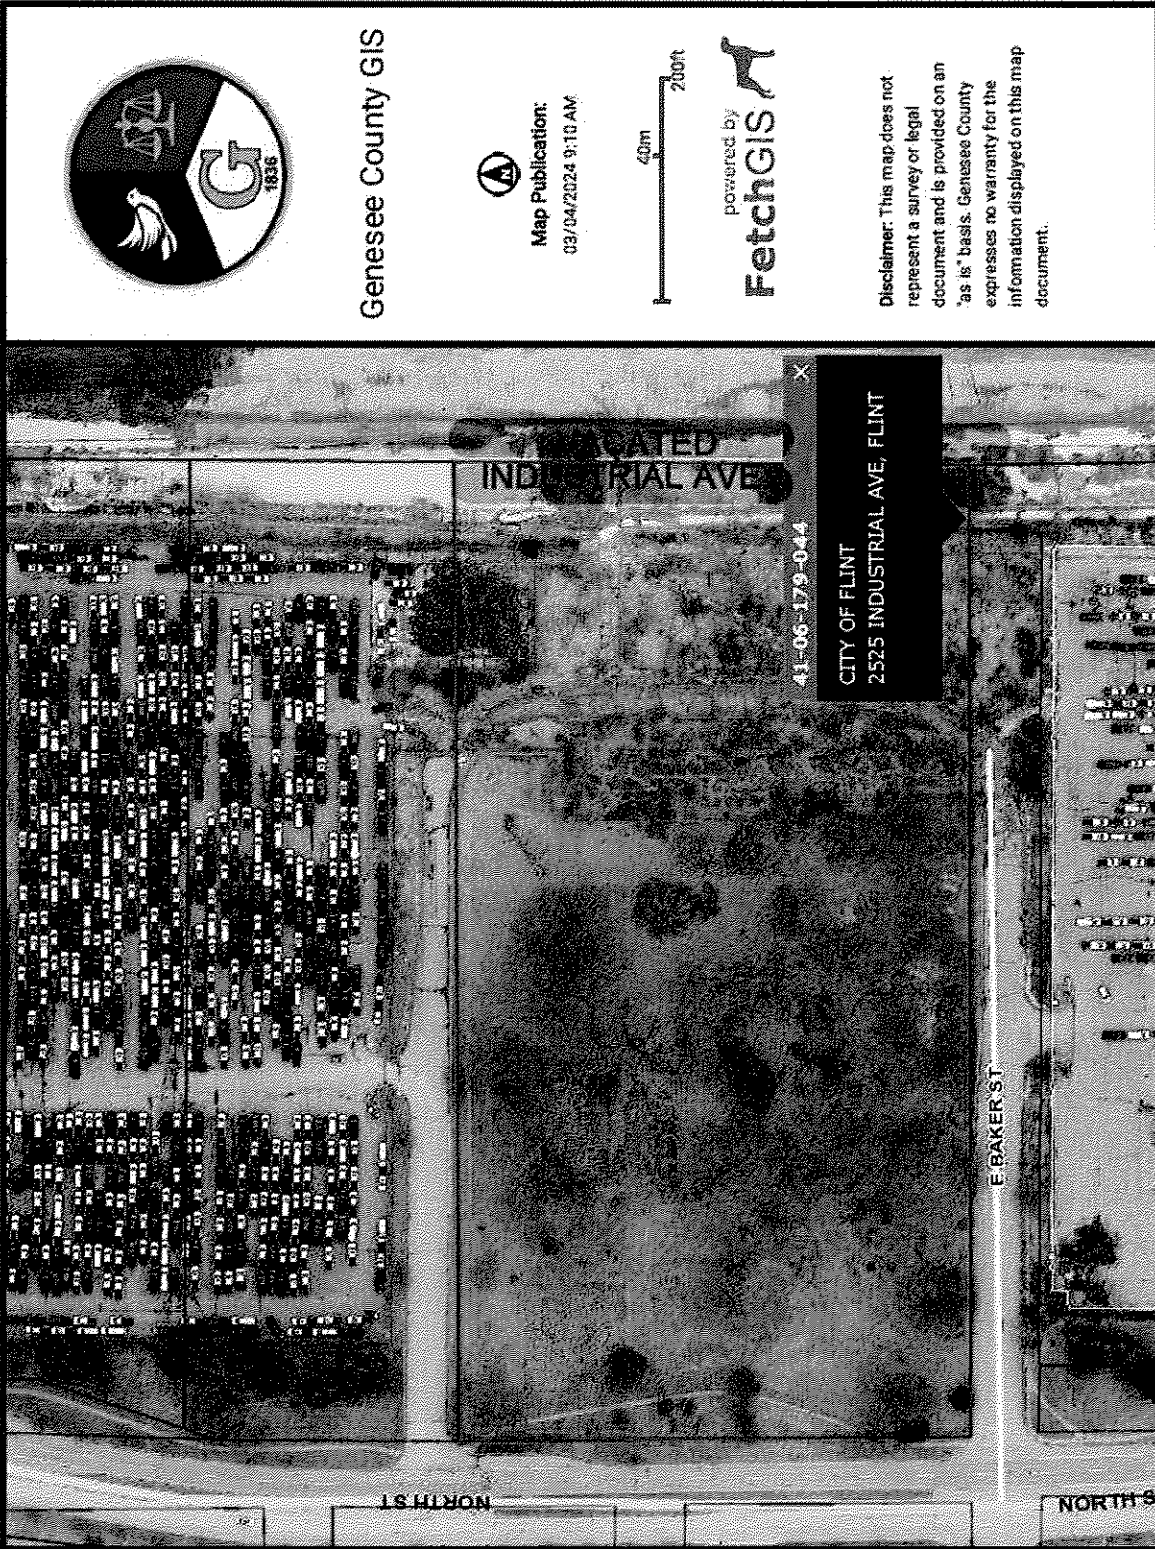 G
1836
Genesee County GIS
Map Publication:
03/04/2024 9:10 AM
40m
200ft
powered by
FetchGIS
Disclaimer: This map does not
represent a survey or legal
document and is provided on an
"as is" basis. Genesee County
expresses no warranty for the
information displayed on this map
document.
INDUSTRIAL AVE
41-06-179-044
X
CITY OF FLINT
2525 INDUSTRIAL AVE, FLINT
E BAKER ST
NORTH ST
NORTH S